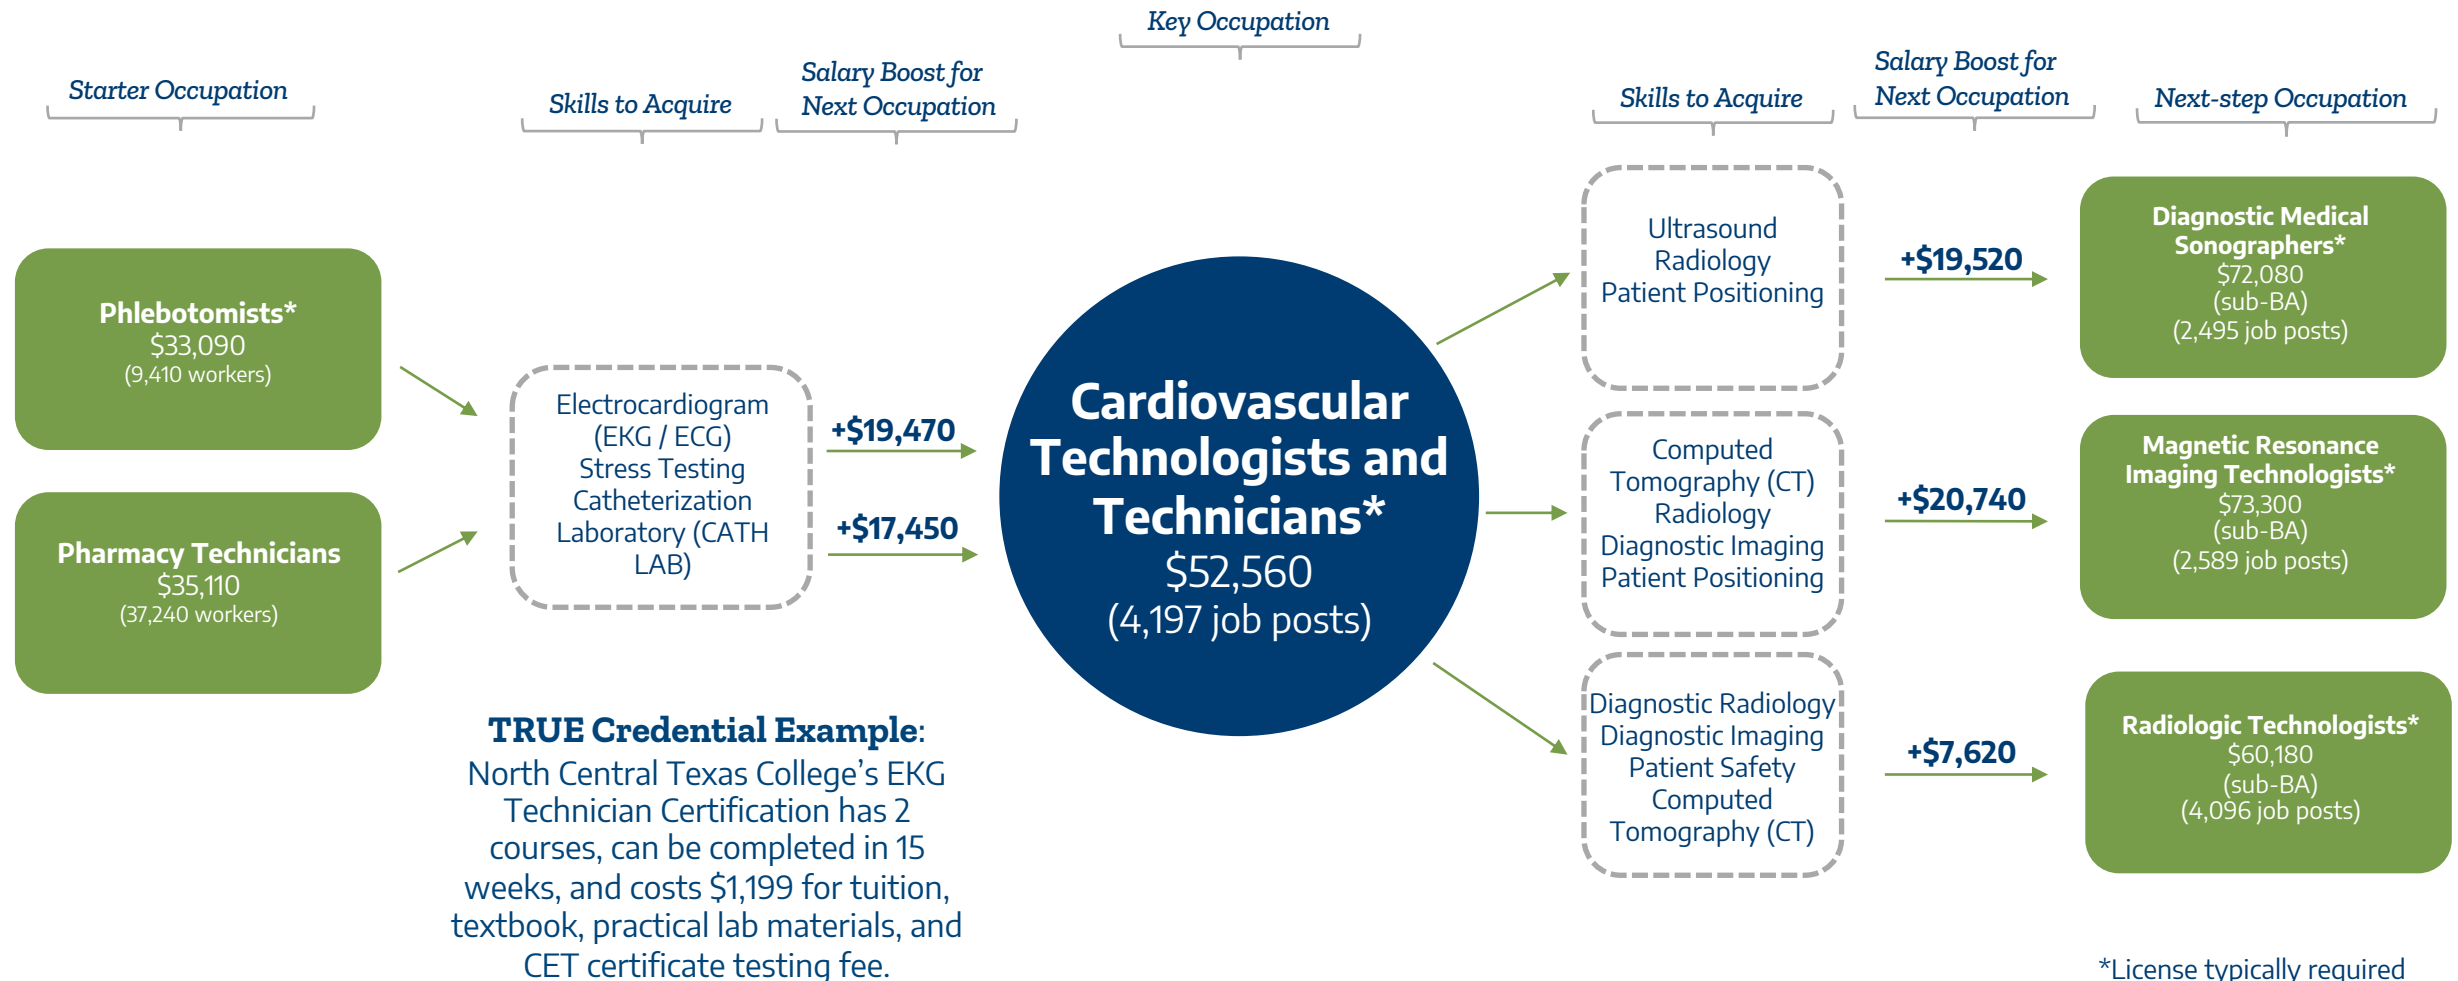 Key Occupation
Starter Occupation
Skills to Acquire
Salary Boost for
Next Occupation
Skills to Acquire
Salary Boost for
Next Occupation
Next-step Occupation
Phlebotomists*
$33,090
(9,410 workers)
Pharmacy Technicians
$35,110
(37,240 workers)
Electrocardiogram
(EKG / ECG)
Stress Testing
Catheterization
Laboratory (CATH
LAB)
+$19,470
+$17,450
Cardiovascular
Technologists and
Technicians*
$52,560
(4,197 job posts)
Ultrasound
Radiology
Patient Positioning
+$19,520
Diagnostic Medical
Sonographers*
$72,080
(sub-BA)
(2,495 job posts)
Computed
Tomography (CT)
Radiology
Diagnostic Imaging
Patient Positioning
+$20,740
Magnetic Resonance
Imaging Technologists*
$73,300
(sub-BA)
(2,589 job posts)
Diagnostic Radiology
Diagnostic Imaging
Patient Safety
Computed
Tomography (CT)
+$7,620
Radiologic Technologists*
$60,180
(sub-BA)
(4,096 job posts)
TRUE Credential Example:
North Central Texas College’s EKG
Technician Certification has 2
courses, can be completed in 15
weeks, and costs $1,199 for tuition,
textbook, practical lab materials, and
CET certificate testing fee.
*License typically required